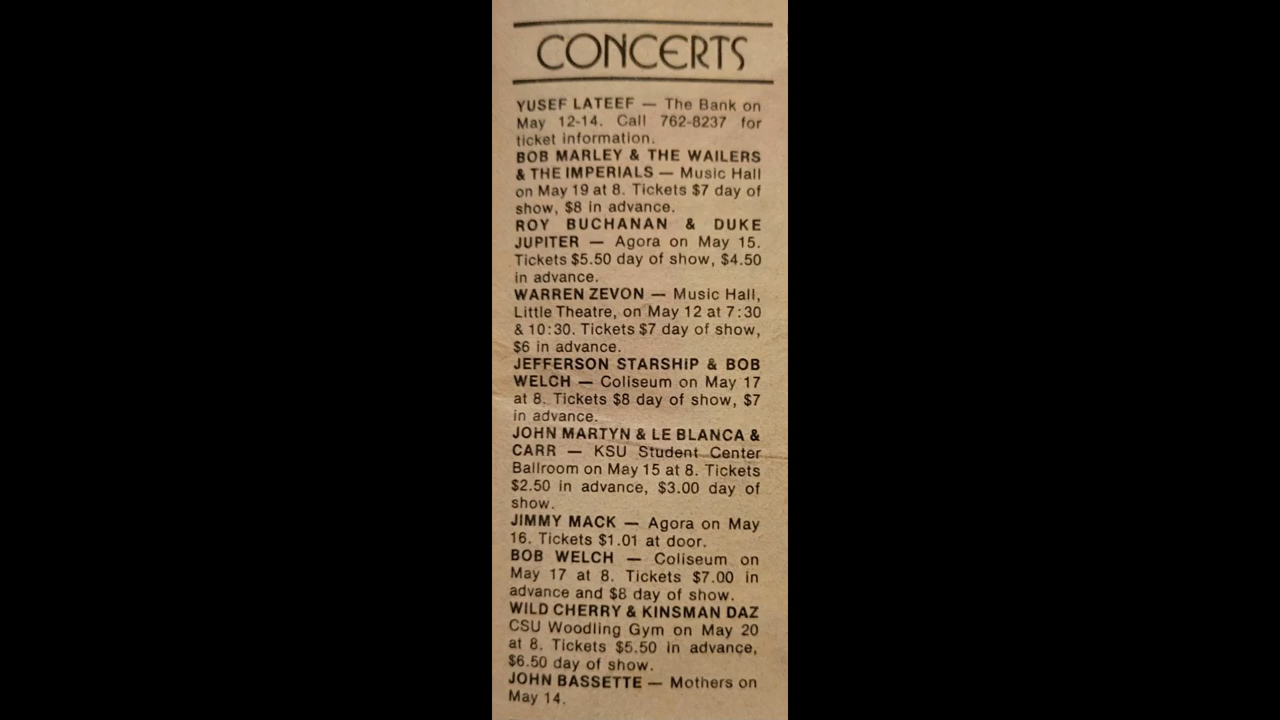 CONCERTS
YUSEF LATEEF — The Bank on
May 12-14. Call 762-8237 for
ticket information.
BOB MARLEY & THE WAILERS
& THE IMPERIALS — Music Hall
on May 19 at 8. Tickets $7 day of
show, $8 in advance.
ROY BUCHANAN & DUKE
JUPITER — Agora on May 15.
Tickets $5.50 day of show, $4.50
in advance.
WARREN ZEVON — Music Hall,
Little Theatre, on May 12 at 7:30
& 10:30. Tickets $7 day of show,
$6 in advance.
JEFFERSON STARSHIP & BOB
WELCH — Coliseum on May 17
at 8. Tickets $8 day of show, $7
in advance.
JOHN MARTYN & LE BLANCA &
CARR — KSU Student Center
Ballroom on May 15 at 8. Tickets
$2.50 in advance, $3.00 day of
show.
JIMMY MACK — Agora on May
16. Tickets $1.01 at door.
BOB WELCH — Coliseum on
May 17 at 8. Tickets $7.00 in
advance and $8 day of show.
WILD CHERRY & KINSMAN DAZ
CSU Woodling Gym on May 20
at 8. Tickets $5.50 in advance,
$6.50 day of show.
JOHN BASSETTE — Mothers on
May 14.